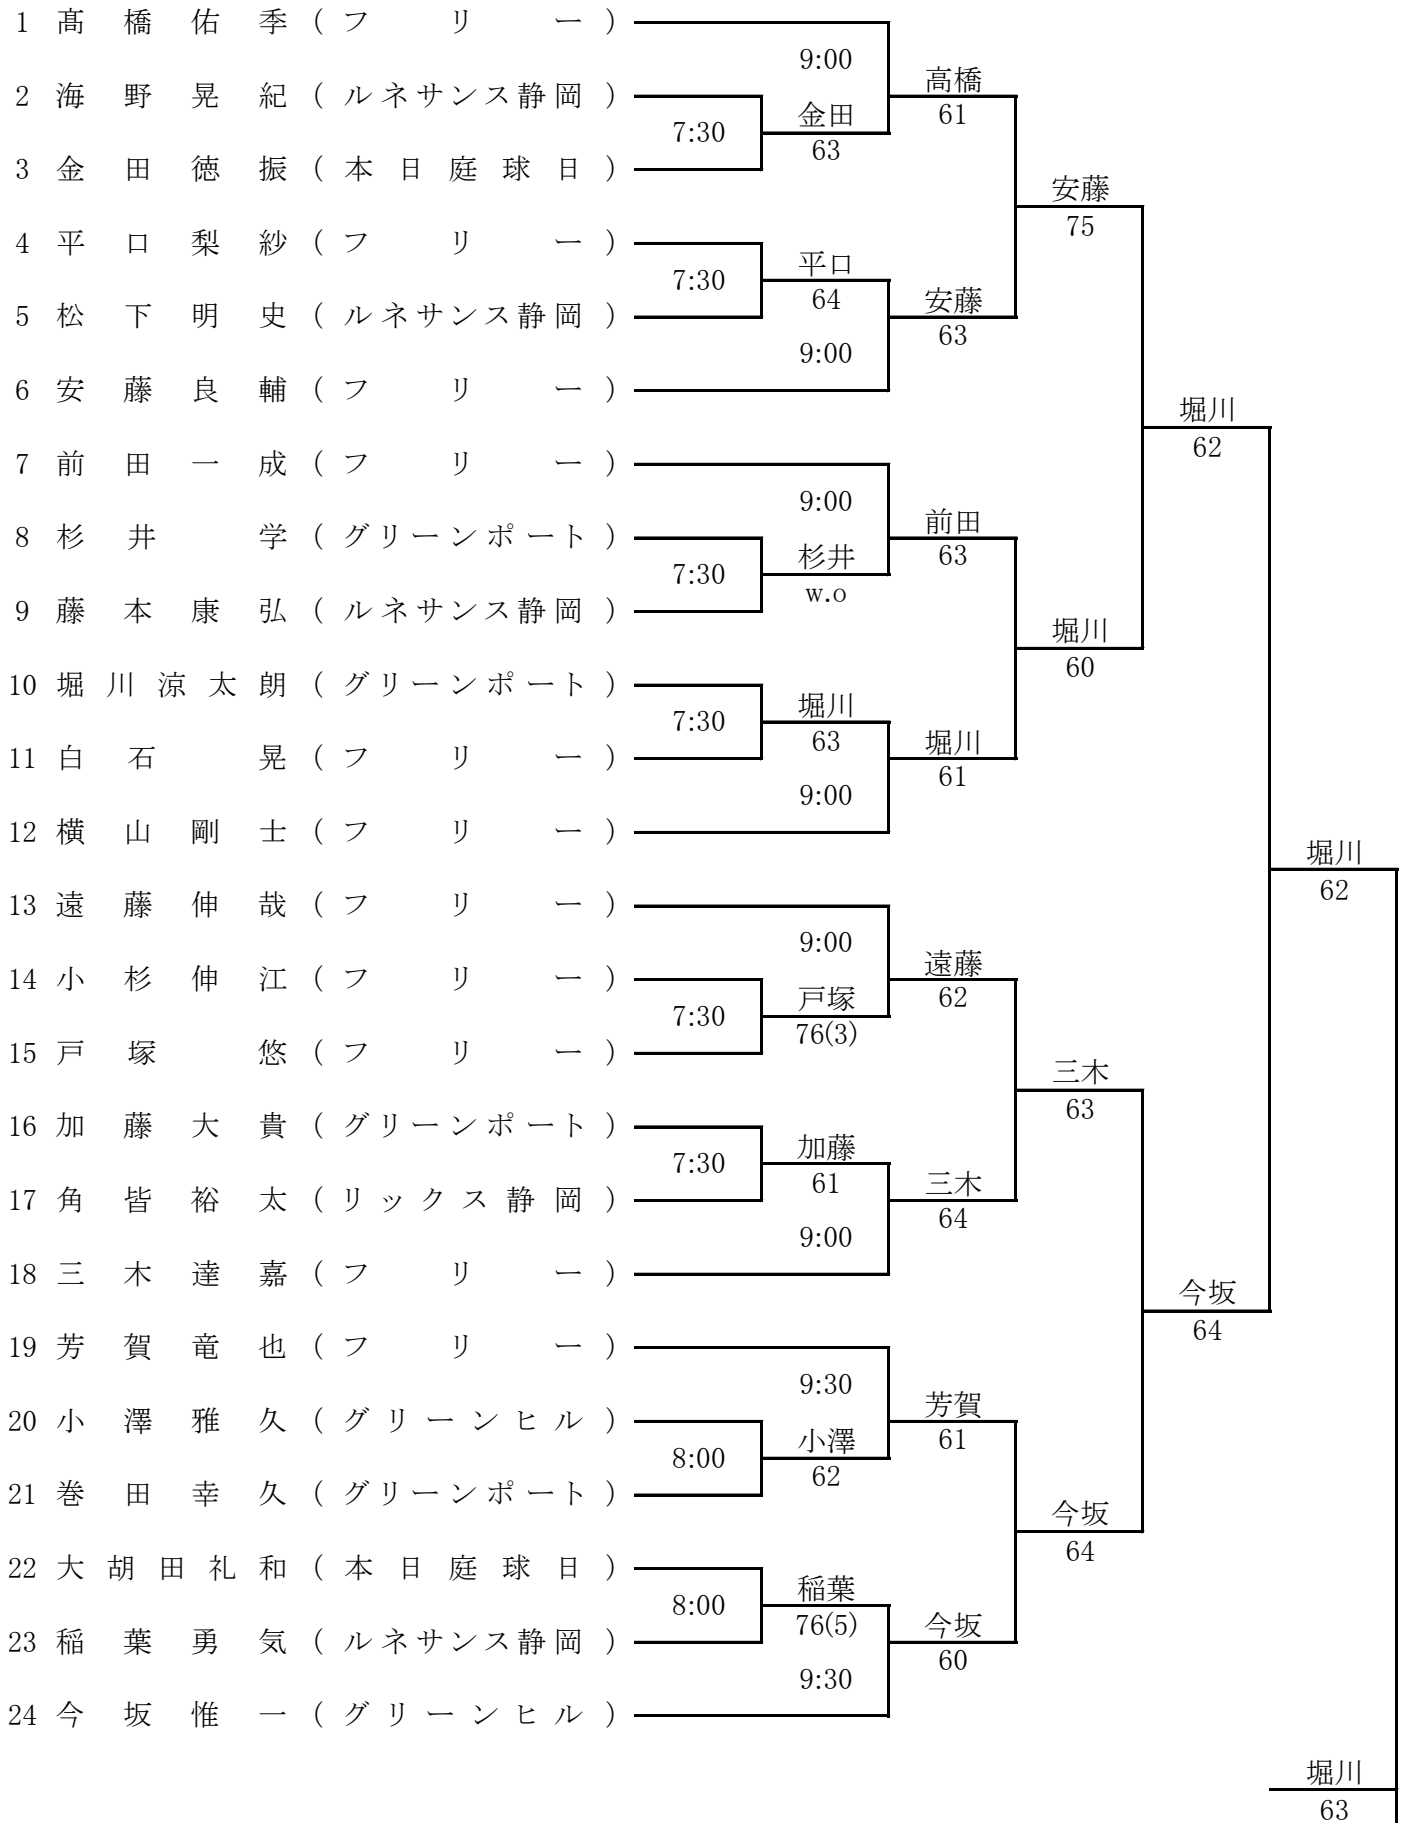 1 髙橋佑季（フリー）
9:00
高橋
2 海野晃紀（ルネサンス静岡）
金田
61
7:30
63
3 金田徳振（本日庭球日）
安藤
75
4 平口梨紗（フリー）
平口
7:30
64
安藤
5 松下明史（ルネサンス静岡）
63
9:00
6 安藤良輔（フリー）
堀川
62
7 前田一成（フリー）
9:00
前田
8 杉井学（グリーンポート）
杉井
63
7:30
w.o
9 藤本康弘（ルネサンス静岡）
堀川
60
10 堀川涼太朗（グリーンポート）
堀川
7:30
63
堀川
11 白石晃（フリー）
61
9:00
12 横山剛士（フリー）
堀川
62
13 遠藤伸哉（フリー）
9:00
遠藤
14 小杉伸江（フリー）
戸塚
62
7:30
76(3)
15 戸塚悠（フリー）
三木
63
16 加藤大貴（グリーンポート）
加藤
7:30
61
三木
17 角皆裕太（リックス静岡）
64
9:00
18 三木達嘉（フリー）
今坂
64
19 芳賀竜也（フリー）
9:30
芳賀
20 小澤雅久（グリーンヒル）
小澤
61
8:00
62
21 巻田幸久（グリーンポート）
今坂
64
22 大胡田礼和（本日庭球日）
稲葉
8:00
76(5)
今坂
23 稲葉勇気（ルネサンス静岡）
60
9:30
24 今坂惟一（グリーンヒル）
堀川
63